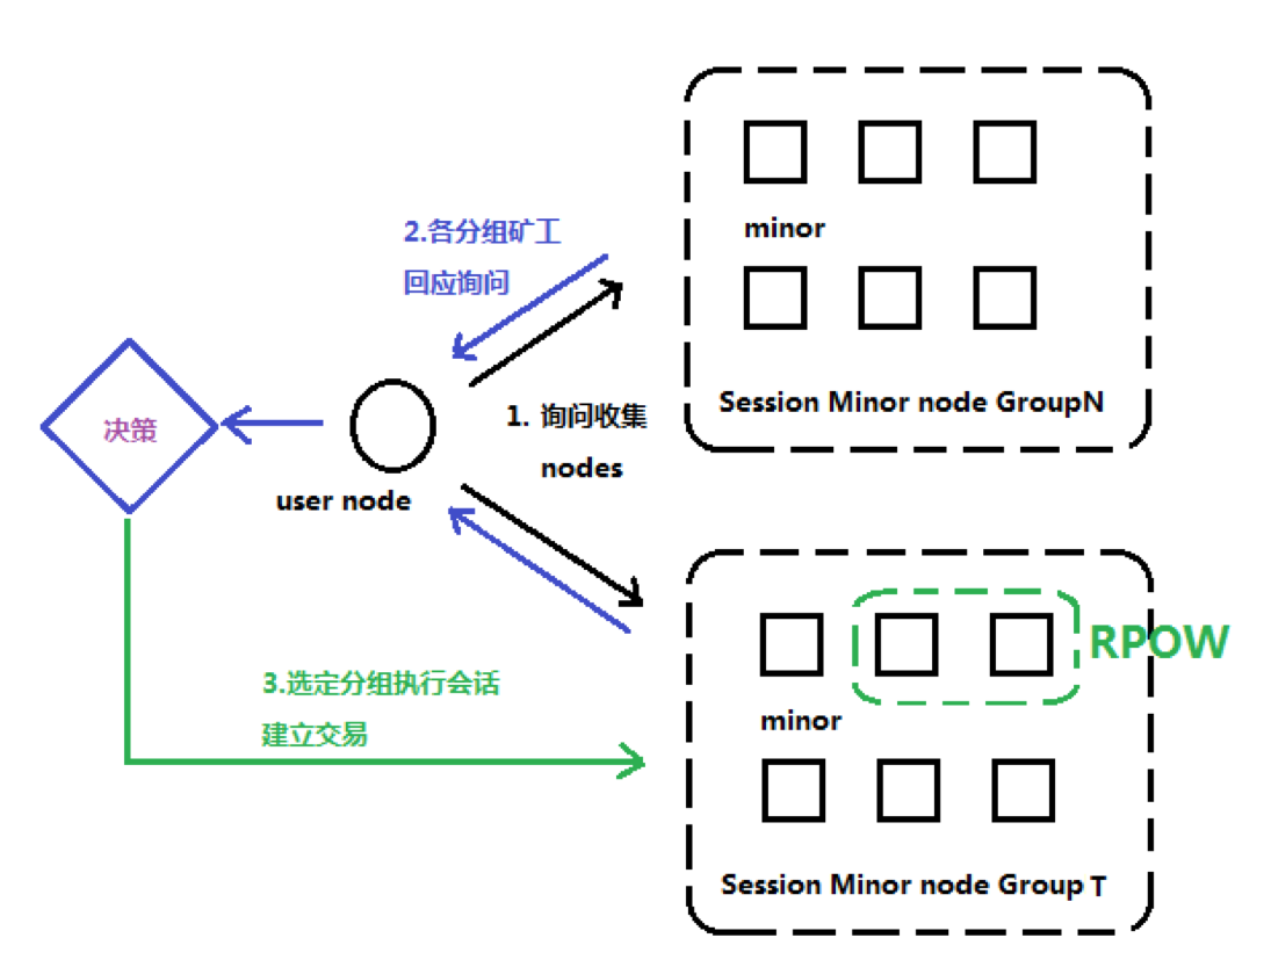 minor
Session Minor node GroupN
2.各分组矿工
回应询问
1. 询问收集
nodes
决策
user node
RPOW
minor
3.选定分组执行会话
建立交易
Session Minor node Group T